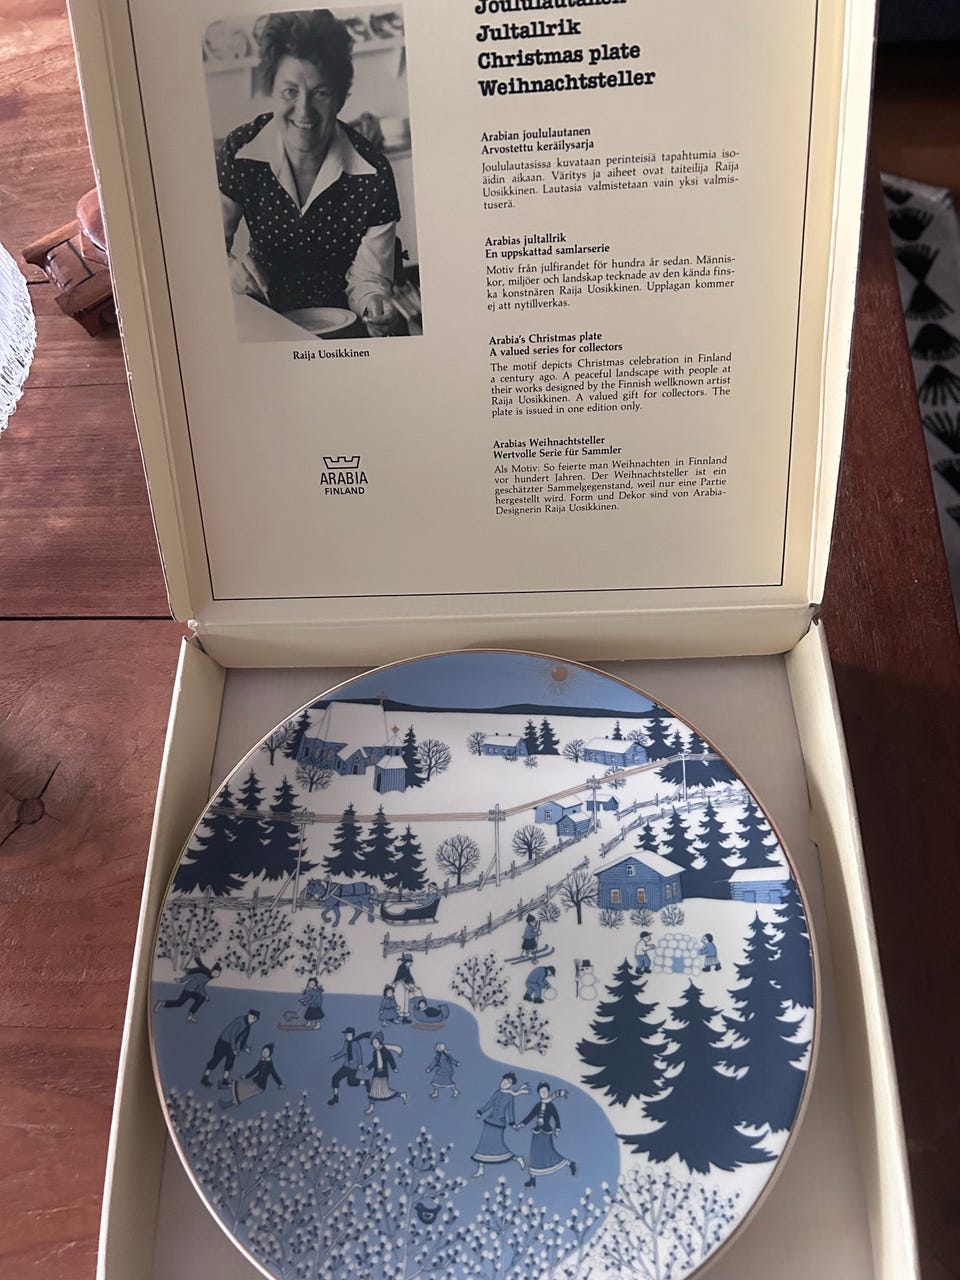 Joululautanen
Jultallrik
Christmas plate
Weihnachtsteller
Arabian joululautanen
Arvostettu keräilysarja
Joululautasissa kuvataan perinteisiä tapahtumia iso-
äidin aikaan. Väritys ja aiheet ovat taiteilija Raija
Uosikkinen. Lautasia valmistetaan vain yksi valmis-
tuserä.
Arabias jultallrik
En uppskattad samlarserie
Motiv från julfirandet för hundra år sedan. Männis-
kor, miljöer och landskap tecknade av den kända fins-
ka konstnären Raija Uosikkinen. Upplagan kommer
ej att nytillverkas.
Arabia's Christmas plate
A valued series for collectors
The motif depicts Christmas celebration in Finland
a century ago. A peaceful landscape with people at
their works designed by the Finnish wellknown artist
Raija Uosikkinen. A valued gift for collectors. The
plate is issued in one edition only.
Arabias Weihnachtsteller
Wertvolle Serie für Sammler
Als Motiv: So feierte man Weihnachten in Finnland
vor hundert Jahren. Der Weihnachtsteller ist ein
geschätzter Sammelgegenstand, weil nur eine Partie
hergestellt wird. Form und Dekor sind von Arabia-
Designerin Raija Uosikkinen.
Raija Uosikkinen
ARABIA
FINLAND